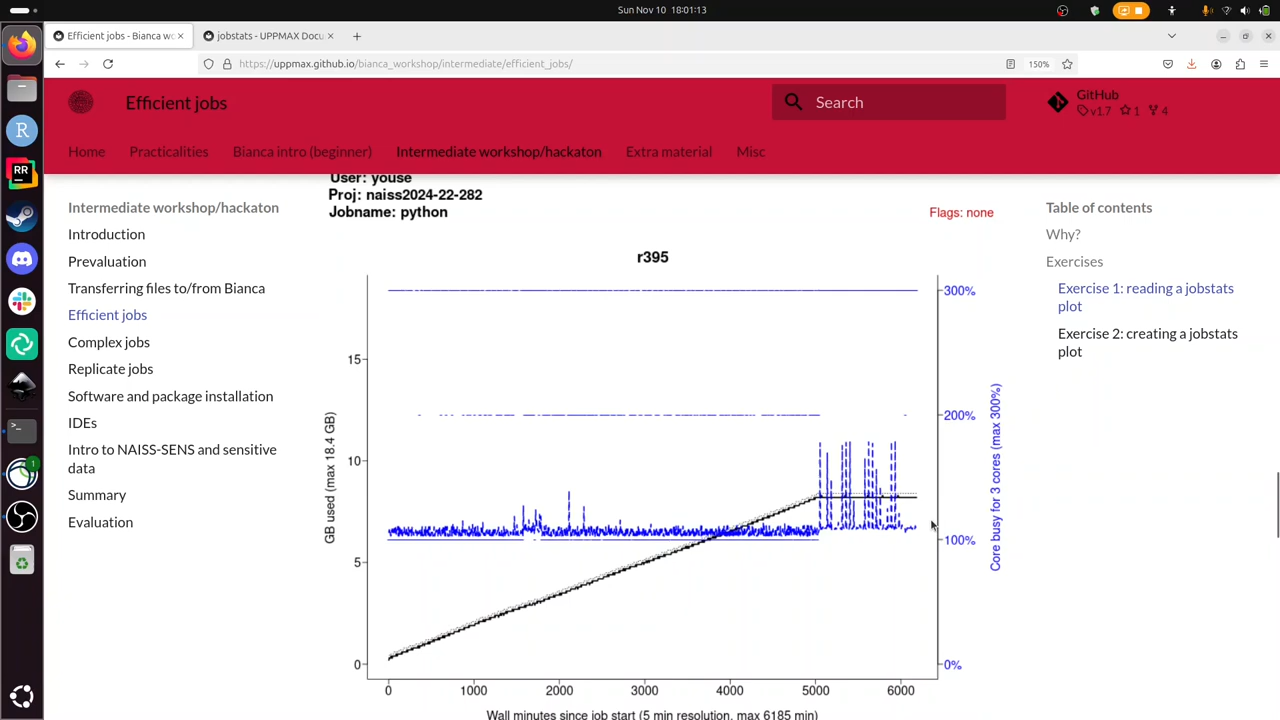 Sun Nov 10  18:01:13
Efficient jobs - Bianca wo
jobstats - UPPMAX Docu
https://uppmax.github.io/bianca_workshop/intermediate/efficient_jobs/
150%
Efficient jobs
Search
GitHub
v1.7 1 4
Home
Practicalities
Bianca intro (beginner)
Intermediate workshop/hackaton
Extra material
Misc
Intermediate workshop/hackaton
Introduction
Prevaluation
Transferring files to/from Bianca
Efficient jobs
Complex jobs
Replicate jobs
Software and package installation
IDEs
Intro to NAISS-SENS and sensitive
data
Summary
Evaluation
User: youse
Proj: naiss2024-22-282
Jobname: python
Flags: none
r395
GB used (max 18.4 GB)
15
10
5
0
300%
200%
100%
0%
Core busy for 3 cores (max 300%)
0 1000 2000 3000 4000 5000 6000
Wall minutes since job start (5 min resolution, max 6185 min)
Table of contents
Why?
Exercises
Exercise 1: reading a jobstats
plot
Exercise 2: creating a jobstats
plot
R
RR
1